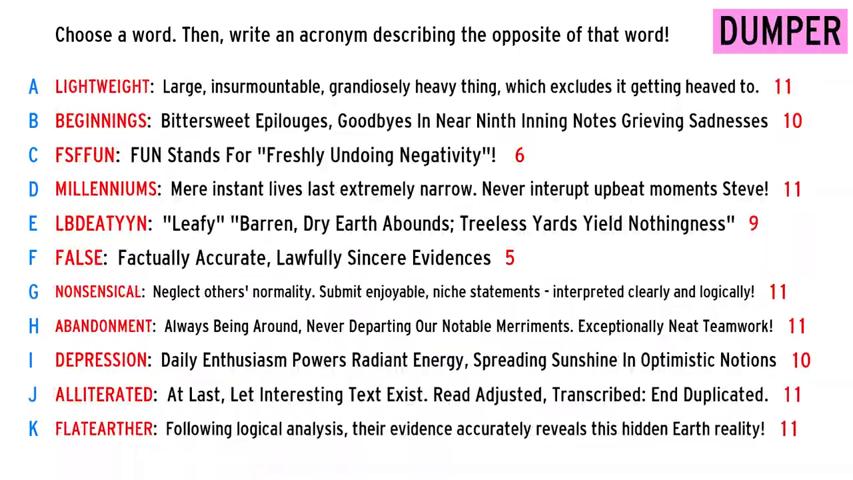 Choose a word. Then, write an acronym describing the opposite of that word!
DUMPER
A LIGHTWEIGHT: Large, insurmountable, grandiosely heavy thing, which excludes it getting heaved to. 11
B BEGINNINGS: Bittersweet Epilouges, Goodbyes In Near Ninth Inning Notes Grieving Sadnesses 10
C FSFFUN: FUN Stands For "Freshly Undoing Negativity"! 6
D MILLENNIUMS: Mere instant lives last extremely narrow. Never interupt upbeat moments Steve! 11
E LBDEATYYN: "Leafy" "Barren, Dry Earth Abounds; Treeless Yards Yield Nothingness" 9
F FALSE: Factually Accurate, Lawfully Sincere Evidences 5
G NONSENSICAL: Neglect others' normality. Submit enjoyable, niche statements - interpreted clearly and logically! 11
H ABANDONMENT: Always Being Around, Never Departing Our Notable Merriments. Exceptionally Neat Teamwork! 11
I DEPRESSION: Daily Enthusiasm Powers Radiant Energy, Spreading Sunshine In Optimistic Notions 10
J ALLITERATED: At Last, Let Interesting Text Exist. Read Adjusted, Transcribed: End Duplicated. 11
K FLATEARTHER: Following logical analysis, their evidence accurately reveals this hidden Earth reality! 11